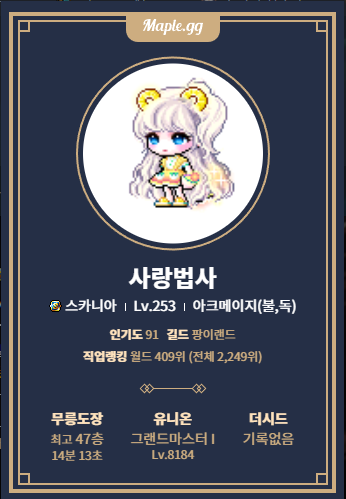 Maple.gg
사랑법사
스카니아 | Lv.253 | 아크메이지(불,독)
인기도 91 길드 팡이랜드
직업랭킹 월드 409위 (전체 2,249위)
무릉도장 유니온 더시드
최고 47층 그랜드마스터 I 기록없음
14분 13초 Lv.8184